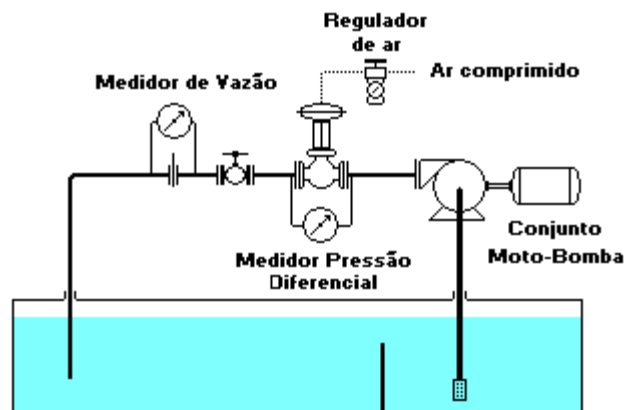 Regulador
de ar
Ar comprimido
Medidor de Vazão
Medidor Pressão
Diferencial
Conjunto
Moto-Bomba